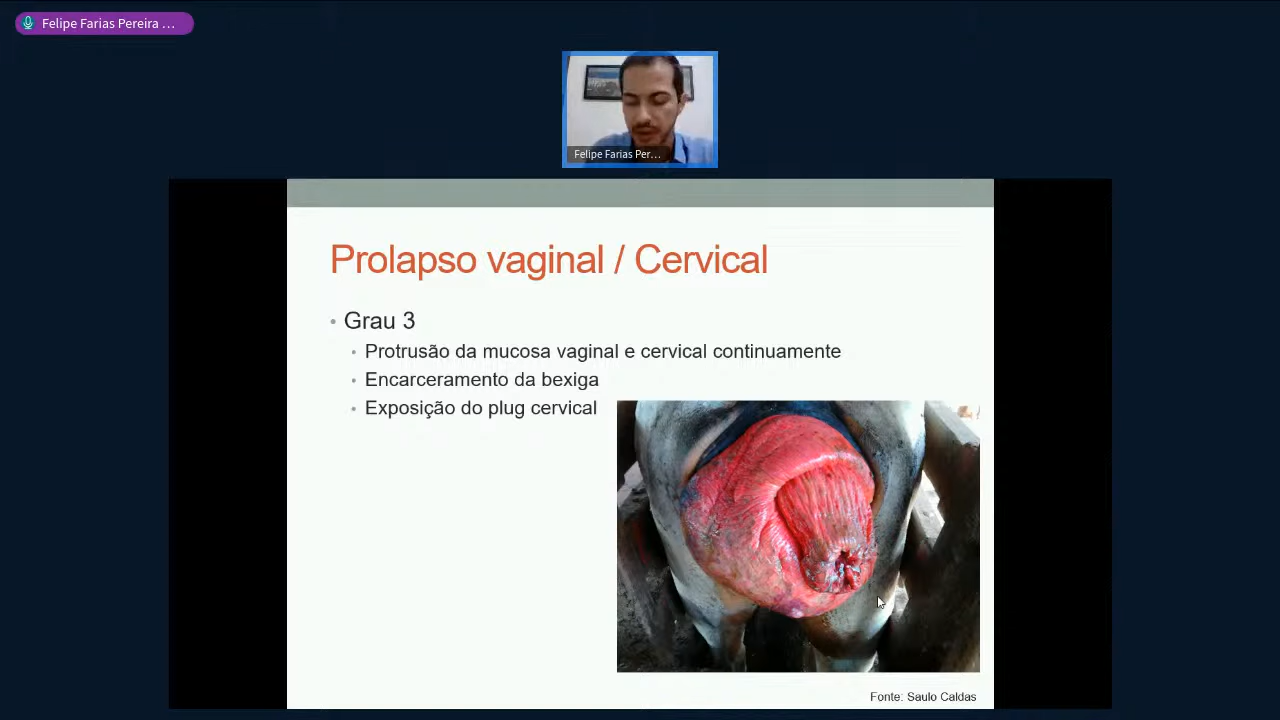 Felipe Farias Pereira ...
Felipe Farias Per...
Prolapso vaginal / Cervical
• Grau 3
• Protrusão da mucosa vaginal e cervical continuamente
• Encarceramento da bexiga
• Exposição do plug cervical
Fonte: Saulo Caldas